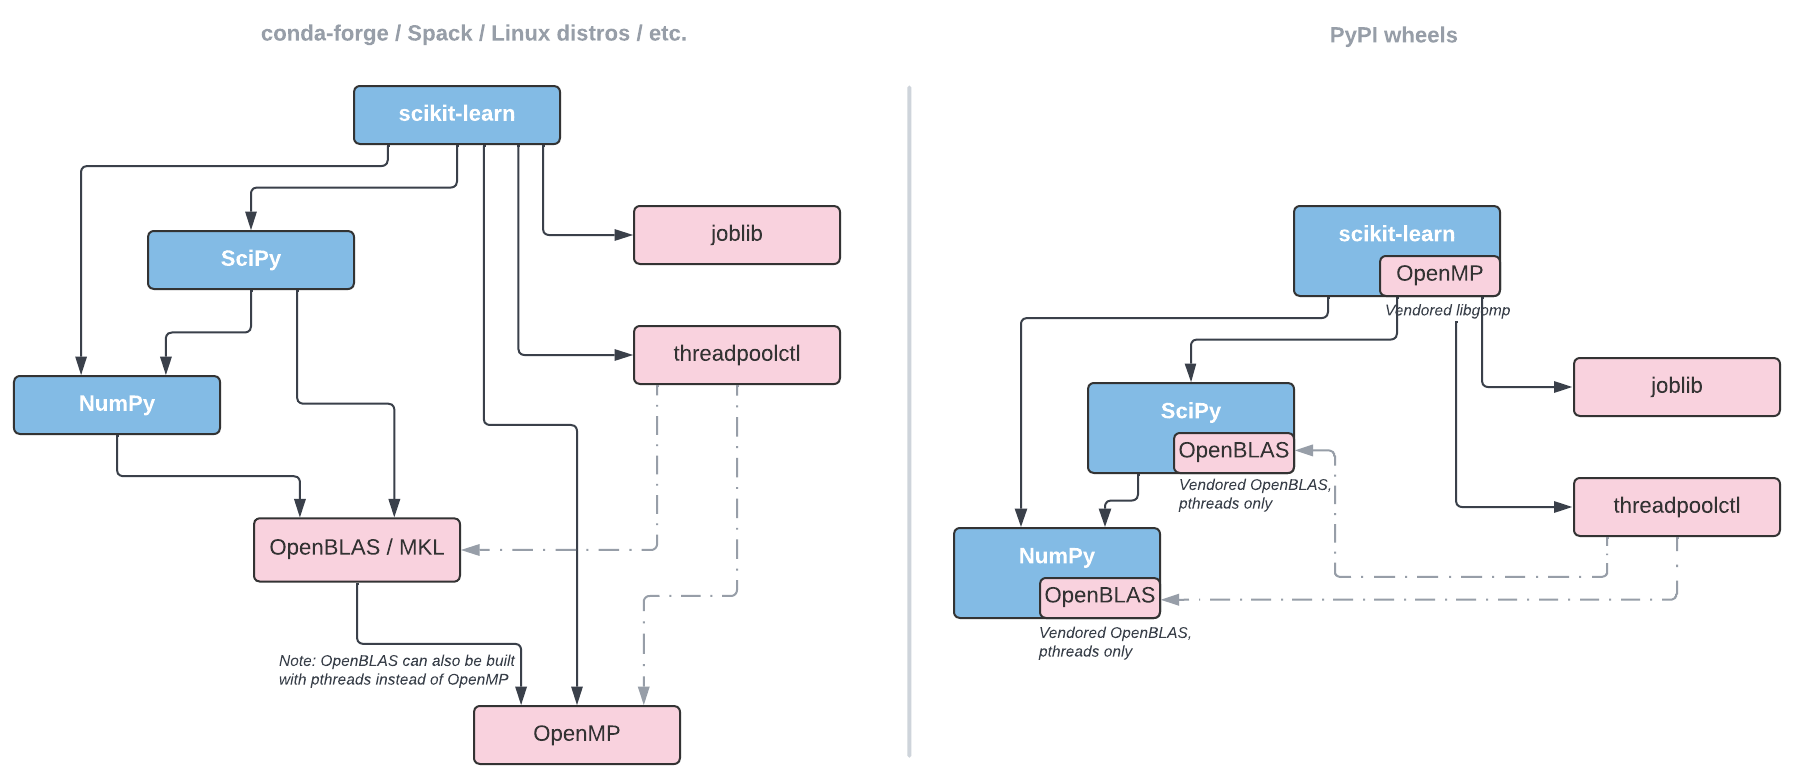 conda-forge / Spack / Linux distros / etc.
scikit-learn
joblib
SciPy
threadpoolctl
NumPy
OpenBLAS / MKL
Note: OpenBLAS can also be built
with pthreads instead of OpenMP
OpenMP
PyPI wheels
scikit-learn
OpenMP
Vendored libgomp
joblib
SciPy
OpenBLAS
Vendored OpenBLAS,
pthreads only
threadpoolctl
NumPy
OpenBLAS
Vendored OpenBLAS,
pthreads only